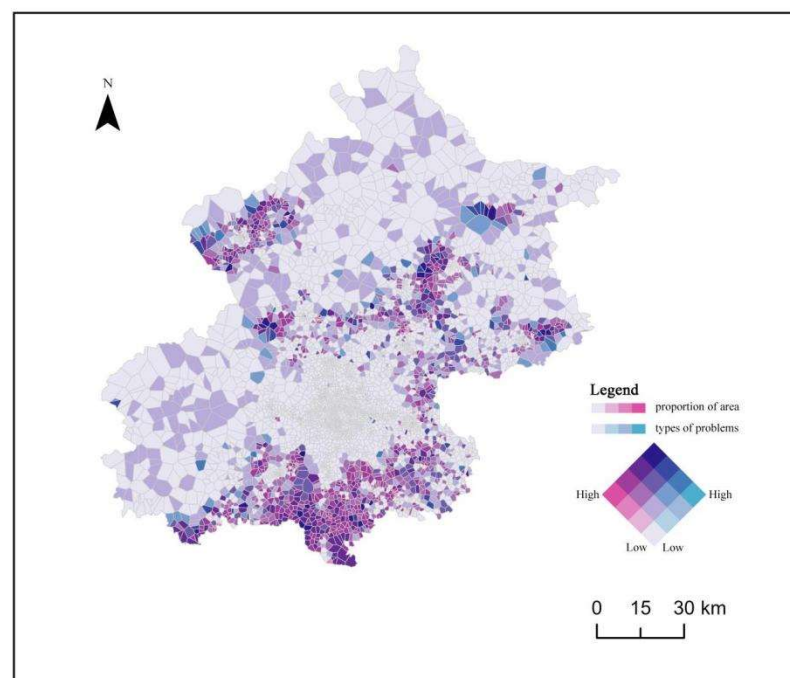 N
Legend
proportion of area
types of problems
High High
Low Low
0 15 30 km